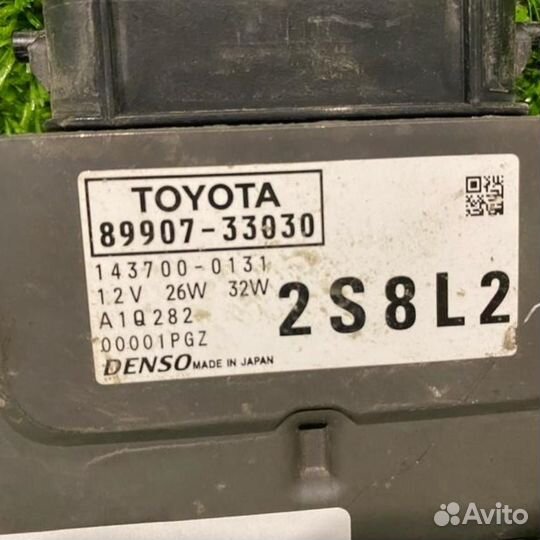 TOYOTA
89907-33030
143700-0131
12V 26W 32W
A1Q282
00001PGZ
2S8L2
DENSO MADE IN JAPAN
Avito